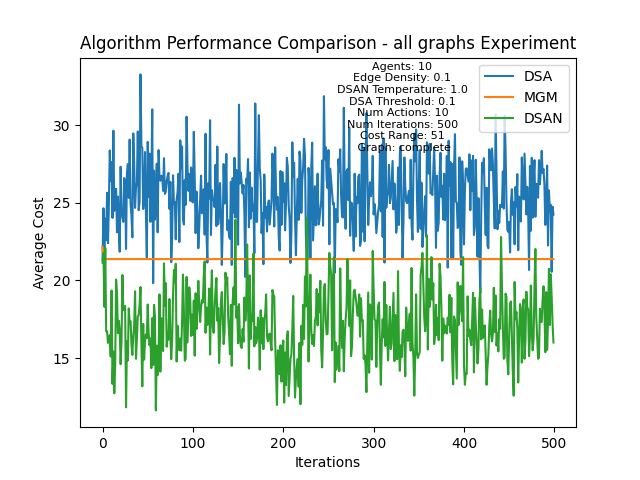 Algorithm Performance Comparison - all graphs Experiment
Agents: 10
Edge Density: 0.1
DSAN Temperature: 1.0
DSA Threshold: 0.1
Num Actions: 10
Num Iterations: 500
Cost Range: 51
Graph: complete
DSA
MGM
DSAN
Average Cost
30
25
20
15
0
100
200
300
400
500
Iterations